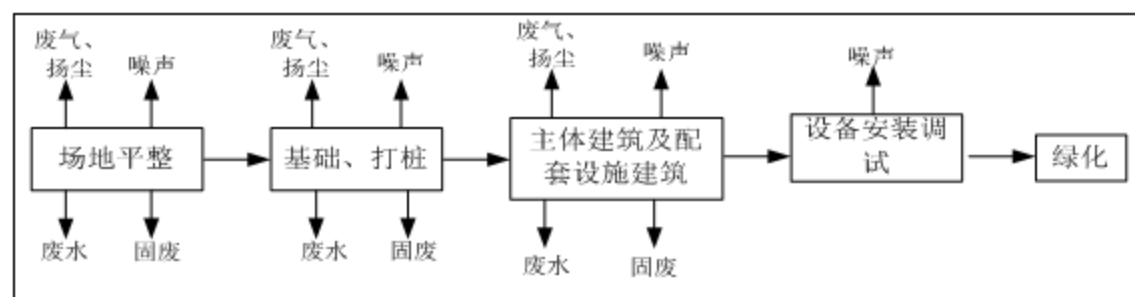 废气、
扬尘
噪声
废气、
扬尘
噪声
废气、
扬尘
噪声
噪声
场地平整
基础、打桩
主体建筑及配
套设施建筑
设备安装调
试
绿化
废水
固废
废水
固废
废水
固废